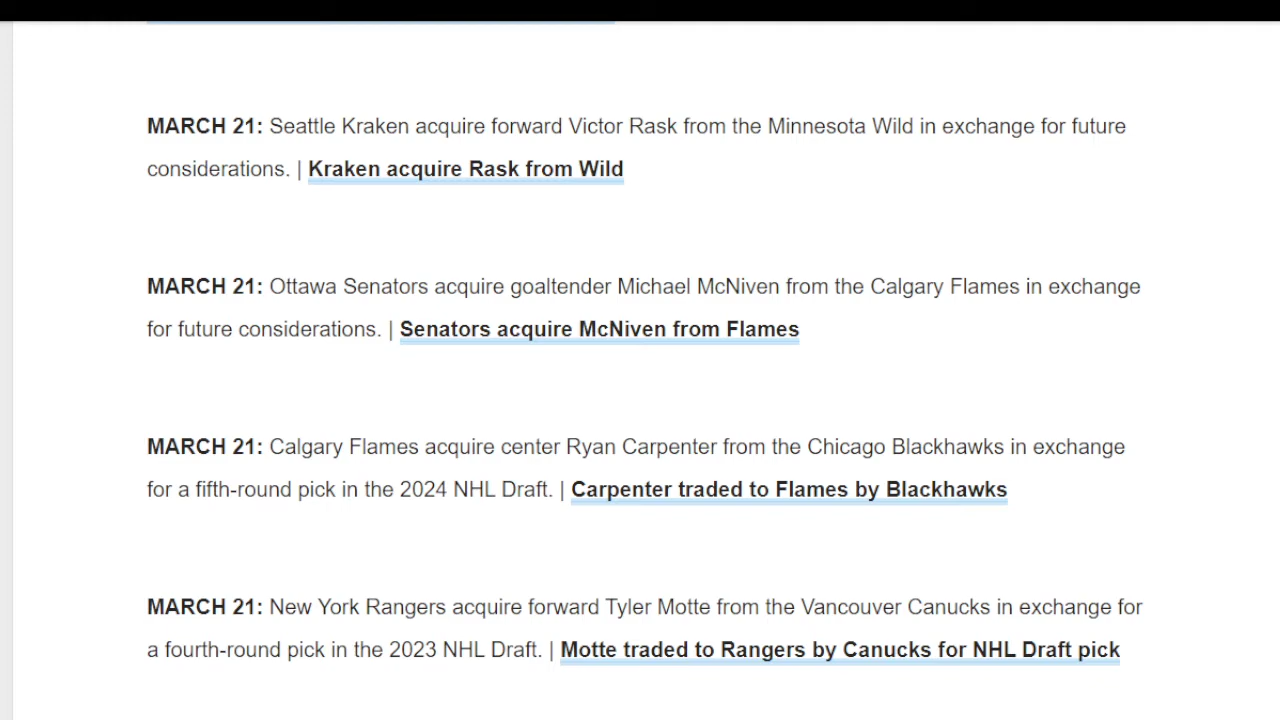 MARCH 21: Seattle Kraken acquire forward Victor Rask from the Minnesota Wild in exchange for future
considerations. | Kraken acquire Rask from Wild
MARCH 21: Ottawa Senators acquire goaltender Michael McNiven from the Calgary Flames in exchange
for future considerations. | Senators acquire McNiven from Flames
MARCH 21: Calgary Flames acquire center Ryan Carpenter from the Chicago Blackhawks in exchange
for a fifth-round pick in the 2024 NHL Draft. | Carpenter traded to Flames by Blackhawks
MARCH 21: New York Rangers acquire forward Tyler Motte from the Vancouver Canucks in exchange for
a fourth-round pick in the 2023 NHL Draft. | Motte traded to Rangers by Canucks for NHL Draft pick